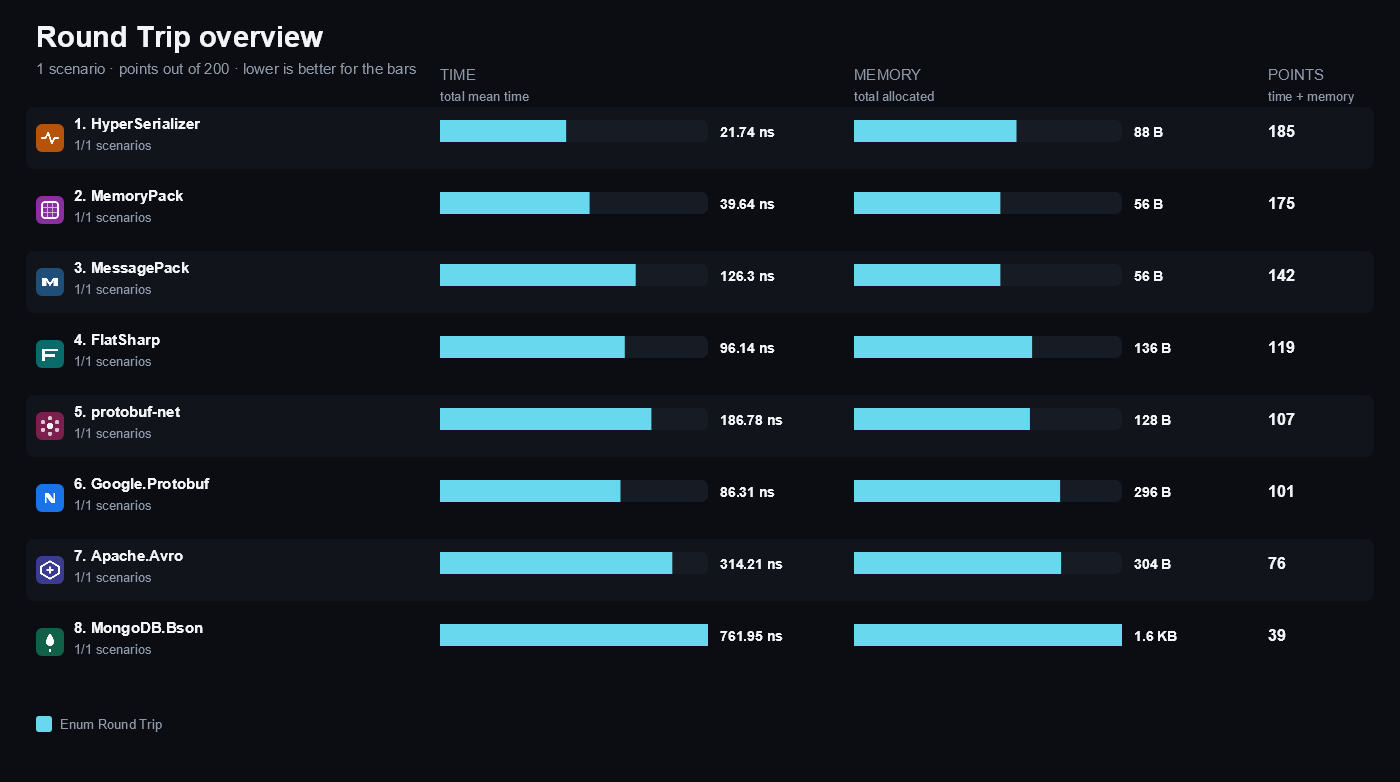 Round Trip overview
1 scenario · points out of 200 · lower is better for the bars
TIME
total mean time
MEMORY
total allocated
POINTS
time + memory
1. HyperSerializer
1/1 scenarios
21.74 ns
88 B
185
2. MemoryPack
1/1 scenarios
39.64 ns
56 B
175
3. MessagePack
1/1 scenarios
126.3 ns
56 B
142
4. FlatSharp
1/1 scenarios
96.14 ns
136 B
119
5. protobuf-net
1/1 scenarios
186.78 ns
128 B
107
6. Google.Protobuf
1/1 scenarios
86.31 ns
296 B
101
7. Apache.Avro
1/1 scenarios
314.21 ns
304 B
76
8. MongoDB.Bson
1/1 scenarios
761.95 ns
1.6 KB
39
Enum Round Trip